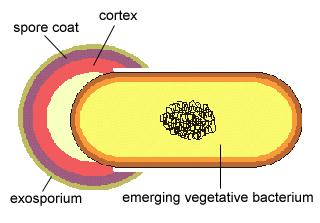 cortex
spore coat
exosporium
emerging vegetative bacterium